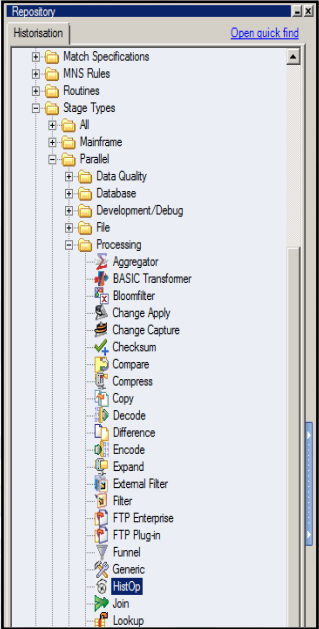 Repository
Historisation
Open quick find
Match Specifications
MNS Rules
Routines
Stage Types
All
Mainframe
Parallel
Data Quality
Database
Development/Debug
File
Processing
Aggregator
BASIC Transformer
Bloomfilter
Change Apply
Change Capture
Checksum
Compare
Compress
Copy
Decode
Difference
Encode
Expand
External Filter
Filter
FTP Enterprise
FTP Plug-in
Funnel
Generic
HistOp
Join
Lookup